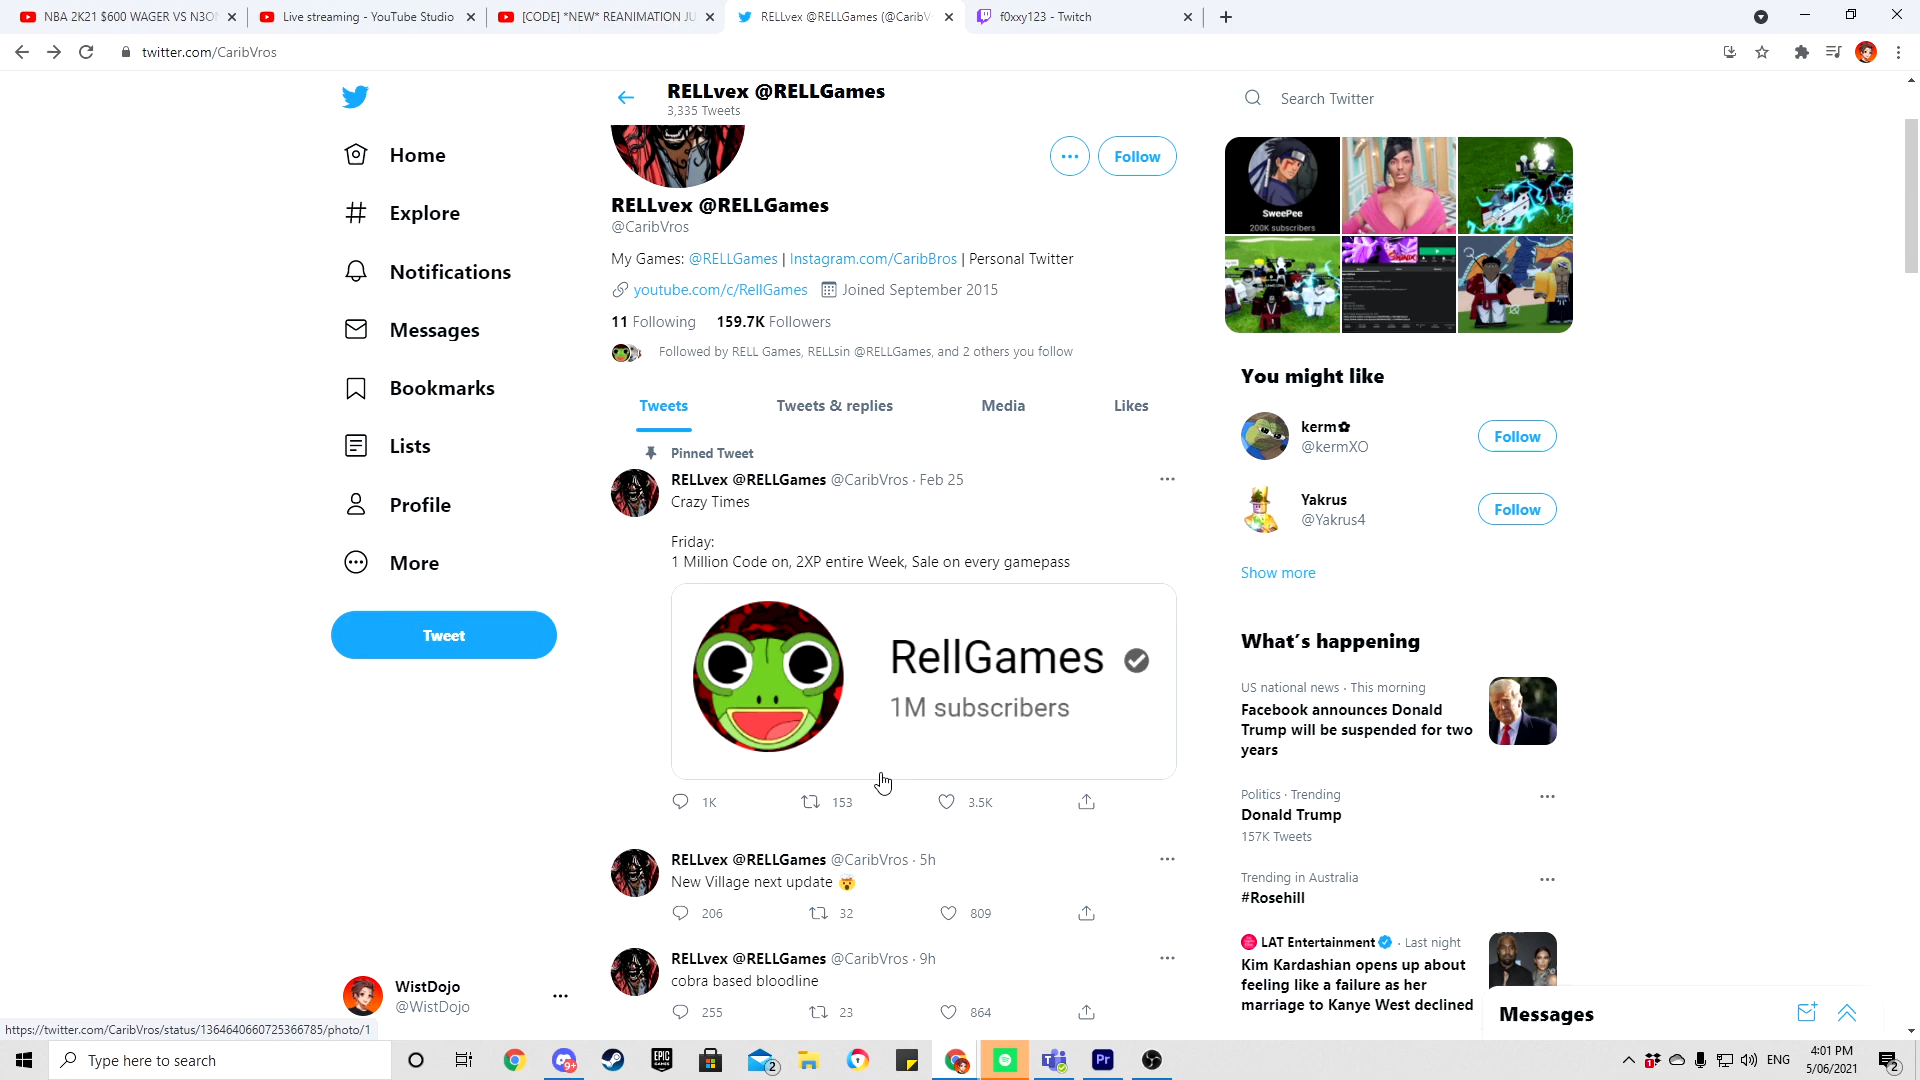 NBA 2K21 $600 WAGER VS N3ON
Live streaming - YouTube Studio
[CODE] *NEW* REANIMATION JU
RELLvex @RELLGames (@CaribV
f0xxy123 - Twitch
twitter.com/CaribVros
RELLvex @RELLGames
3,335 Tweets
Search Twitter
Home
Explore
Notifications
Messages
Bookmarks
Lists
Profile
More
Tweet
WistDojo
@WistDojo
Follow
RELLvex @RELLGames
@CaribVros
My Games: @RELLGames | Instagram.com/CaribBros | Personal Twitter
youtube.com/c/RellGames Joined September 2015
11 Following 159.7K Followers
Followed by RELL Games, RELLsin @RELLGames, and 2 others you follow
Tweets Tweets & replies Media Likes
Pinned Tweet
RELLvex @RELLGames @CaribVros · Feb 25
Crazy Times
Friday:
1 Million Code on, 2XP entire Week, Sale on every gamepass
RellGames
1M subscribers
1K 153 3.5K
RELLvex @RELLGames @CaribVros · 5h
New Village next update 🤯
206 32 809
RELLvex @RELLGames @CaribVros · 9h
cobra based bloodline
255 23 864
SweePee
200K subscribers
You might like
kerm✿
@kermXO
Follow
Yakrus
@Yakrus4
Follow
Show more
What's happening
US national news · This morning
Facebook announces Donald
Trump will be suspended for two
years
Politics · Trending
Donald Trump
157K Tweets
Trending in Australia
#Rosehill
LAT Entertainment · Last night
Kim Kardashian opens up about
feeling like a failure as her
marriage to Kanye West declined
Messages
https://twitter.com/CaribVros/status/1364640660725366785/photo/1
Type here to search
EPIC
GAMES
2
Pr
ENG
4:01 PM
5/06/2021
2